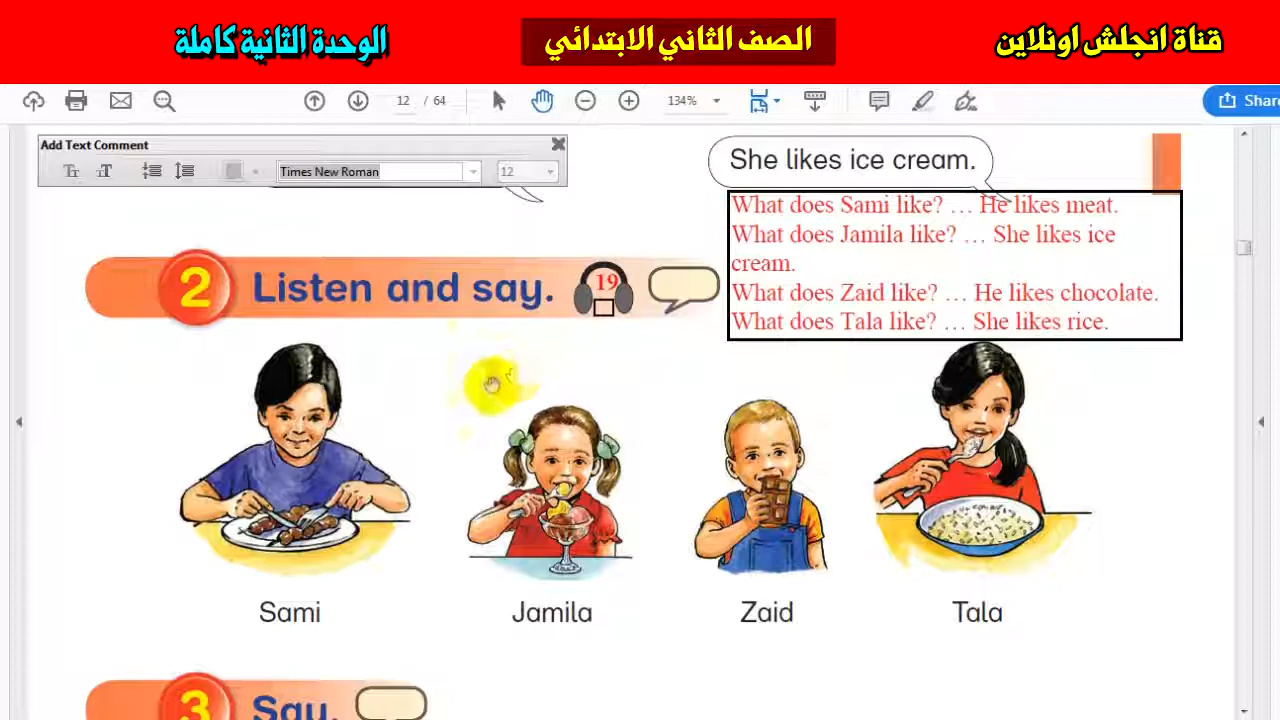 قناة انجلش اونلاين
الصف الثاني الابتدائي
الوحدة الثانية كاملة
12 / 64
134%
Share
Add Text Comment
Times New Roman
12
She likes ice cream.
What does Sami like? … He likes meat.
What does Jamila like? … She likes ice
cream.
What does Zaid like? … He likes chocolate.
What does Tala like? … She likes rice.
2 Listen and say. 19
Sami
Jamila
Zaid
Tala
3 Say.